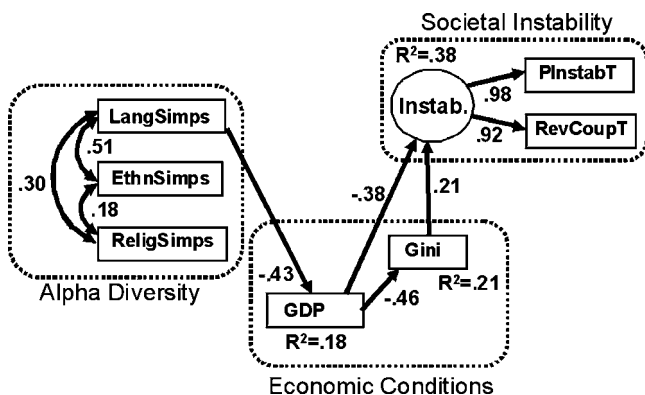 Societal Instability
R²=.38
PInstabT
Instab.
.98
LangSimps
.92
RevCoupT
.51
.30
EthnSimps
-.38
.21
.18
ReligSimps
Gini
-.43
R²=.21
Alpha Diversity
GDP
-.46
R²=.18
Economic Conditions